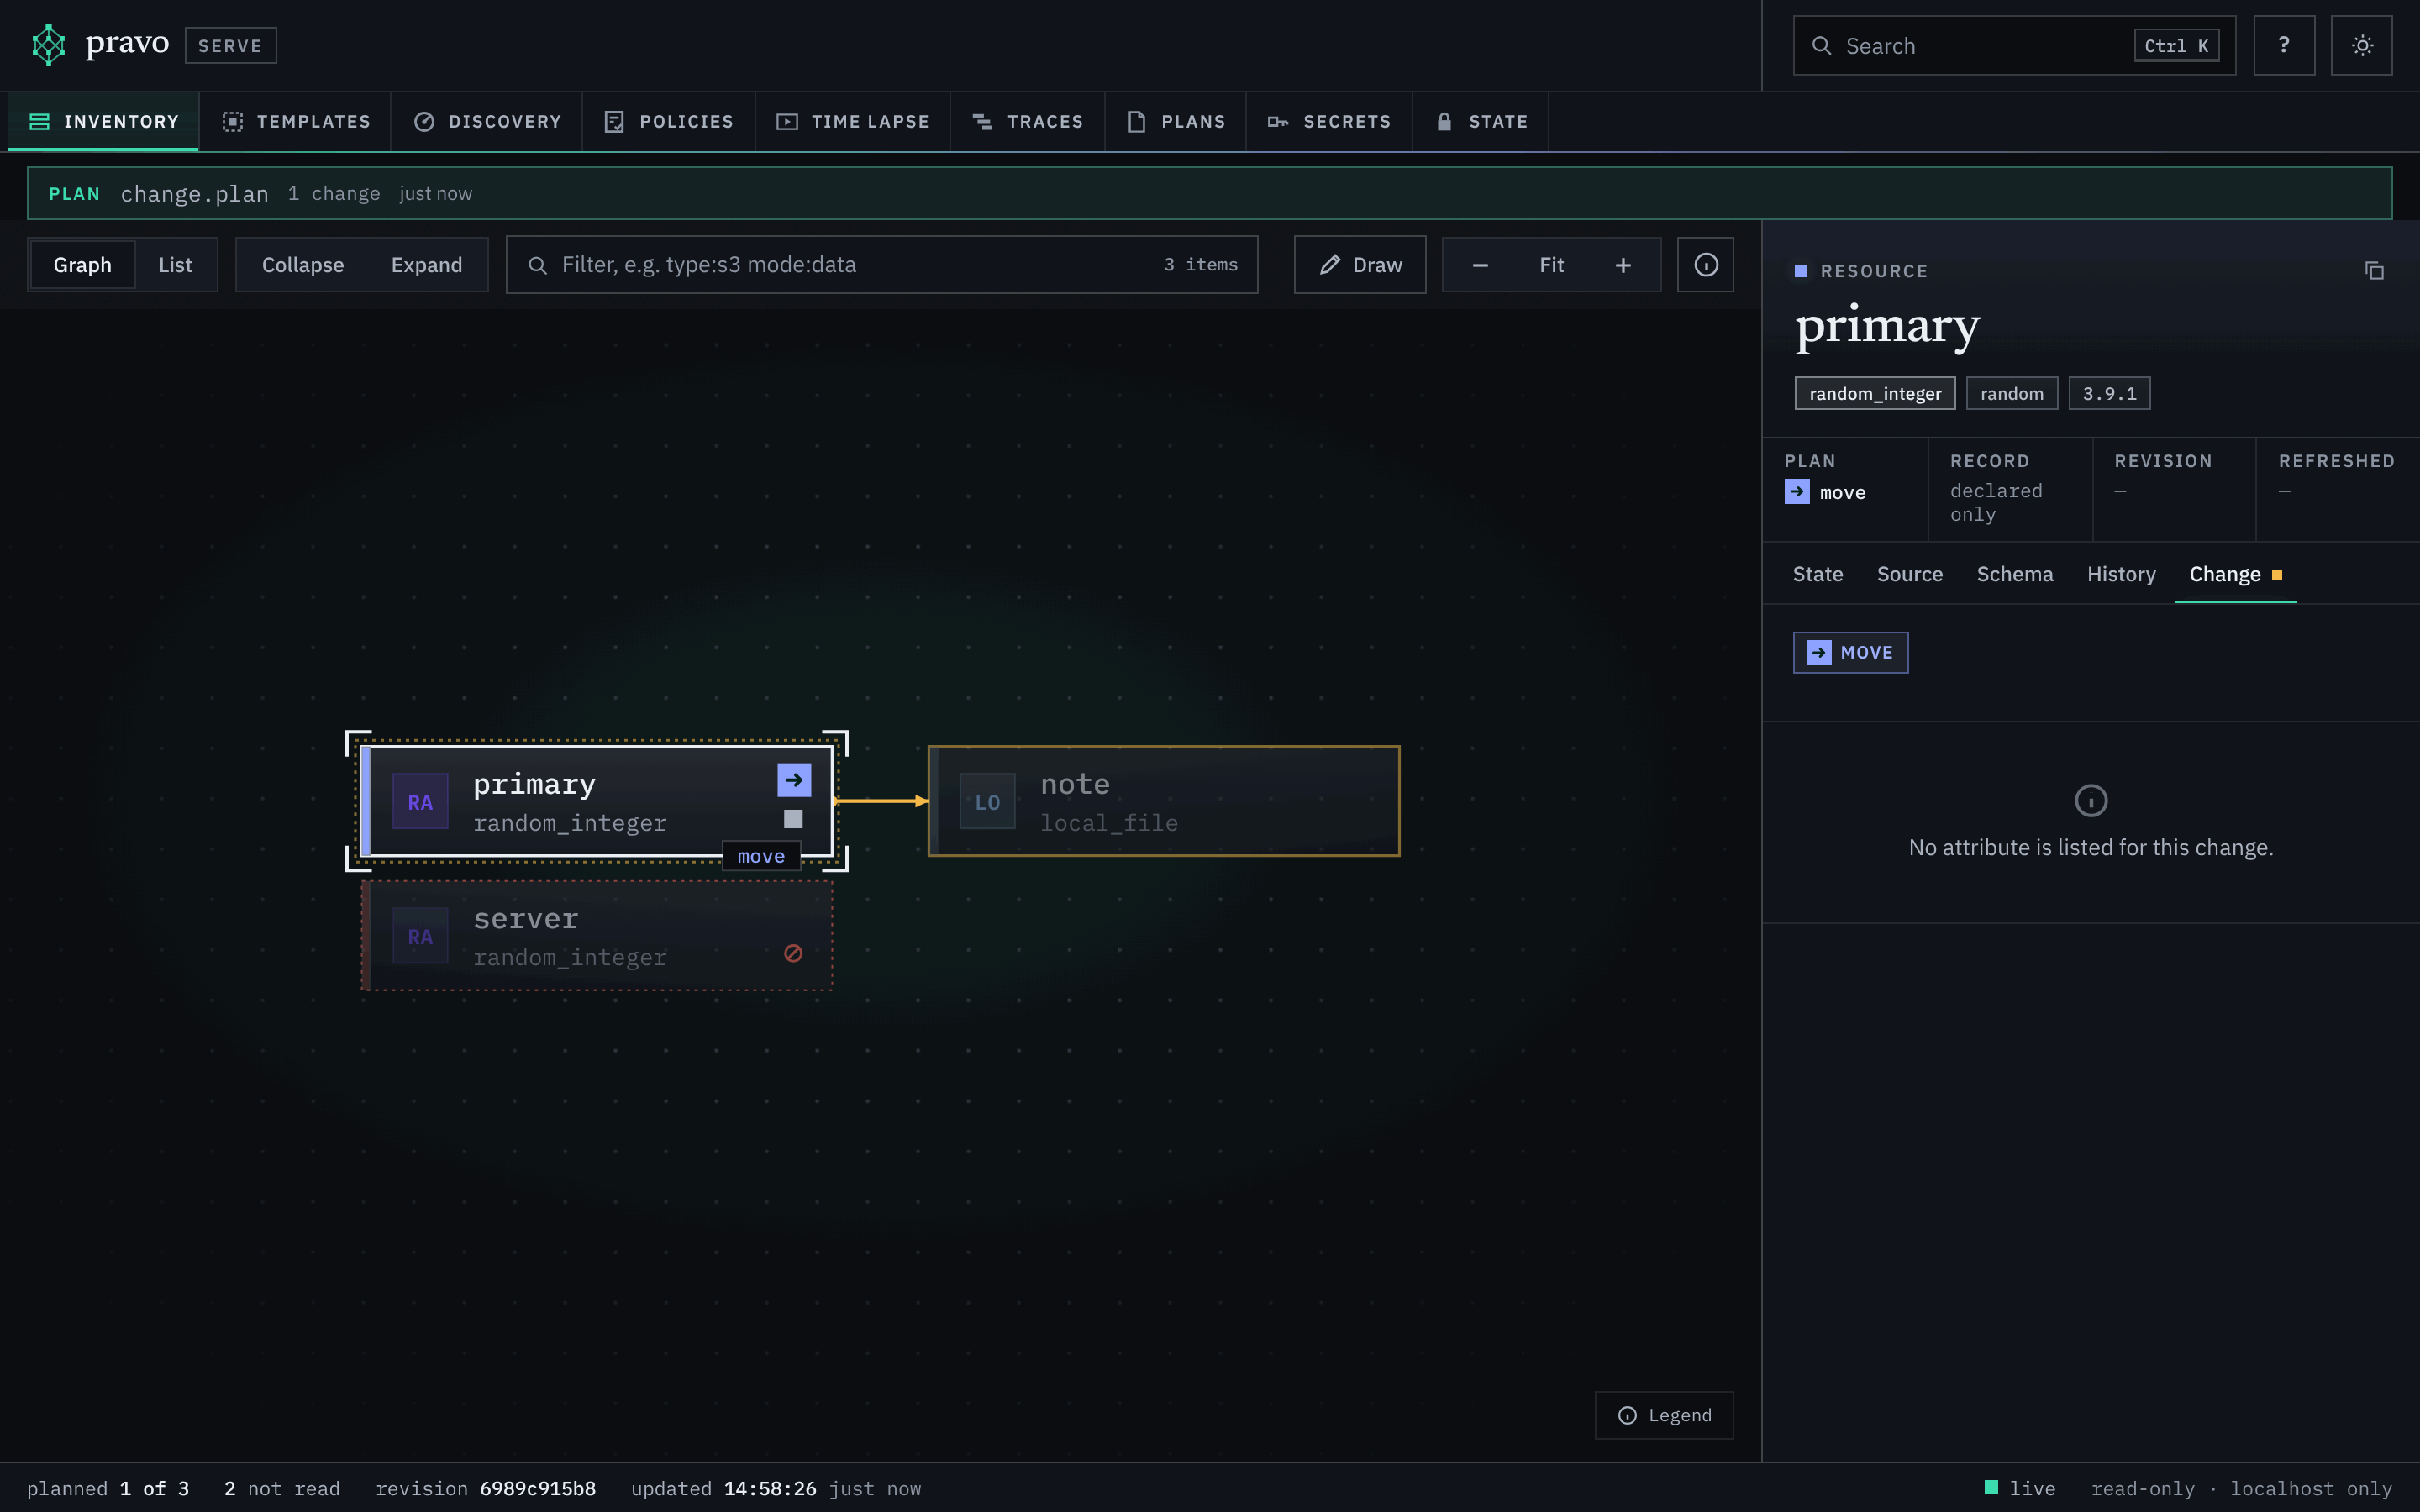 pravo SERVE
Search Ctrl K ?
INVENTORY TEMPLATES DISCOVERY POLICIES TIME LAPSE TRACES PLANS SECRETS STATE
PLAN change.plan 1 change just now
Graph List Collapse Expand Filter, e.g. type:s3 mode:data 3 items Draw − Fit +
RESOURCE
primary
random_integer random 3.9.1
PLAN RECORD REVISION REFRESHED
move declared only — —
State Source Schema History Change
MOVE
No attribute is listed for this change.
RA primary
random_integer
move
LO note
local_file
RA server
random_integer
Legend
planned 1 of 3 2 not read revision 6989c915b8 updated 14:58:26 just now
live read-only · localhost only